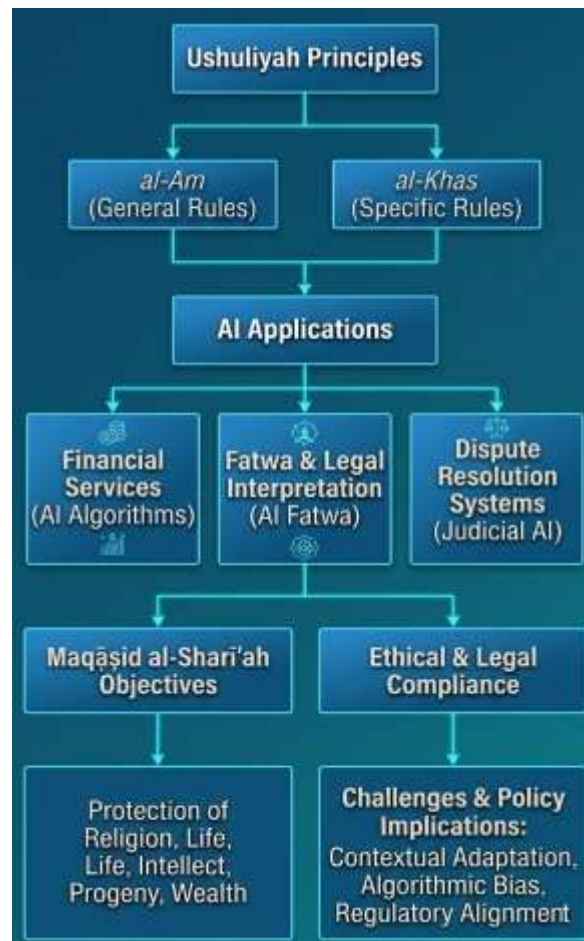 Ushuliyah Principles
al-Am
(General Rules)
al-Khas
(Specific Rules)
AI Applications
Financial
Services
(AI Algorithms)
Fatwa & Legal
Interpretation
(AI Fatwa)
Dispute
Resolution
Systems
(Judicial AI)
Maqāṣid al-Sharī'ah
Objectives
Ethical & Legal
Compliance
Protection of
Religion, Life,
Life, Intellect,
Progeny, Wealth
Challenges & Policy
Implications:
Contextual Adaptation,
Algorithmic Bias,
Regulatory Alignment